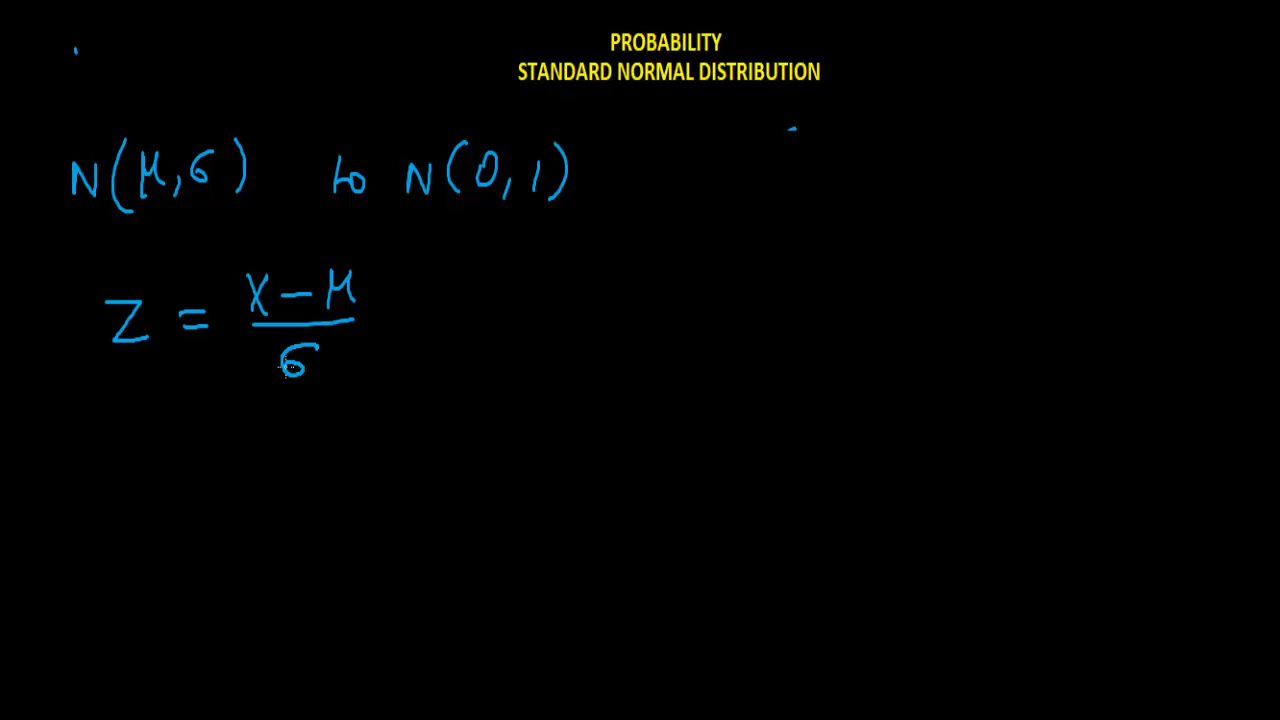 PROBABILITY
STANDARD NORMAL DISTRIBUTION
N(μ,σ) to N(0,1)
Z = X-μ / σ